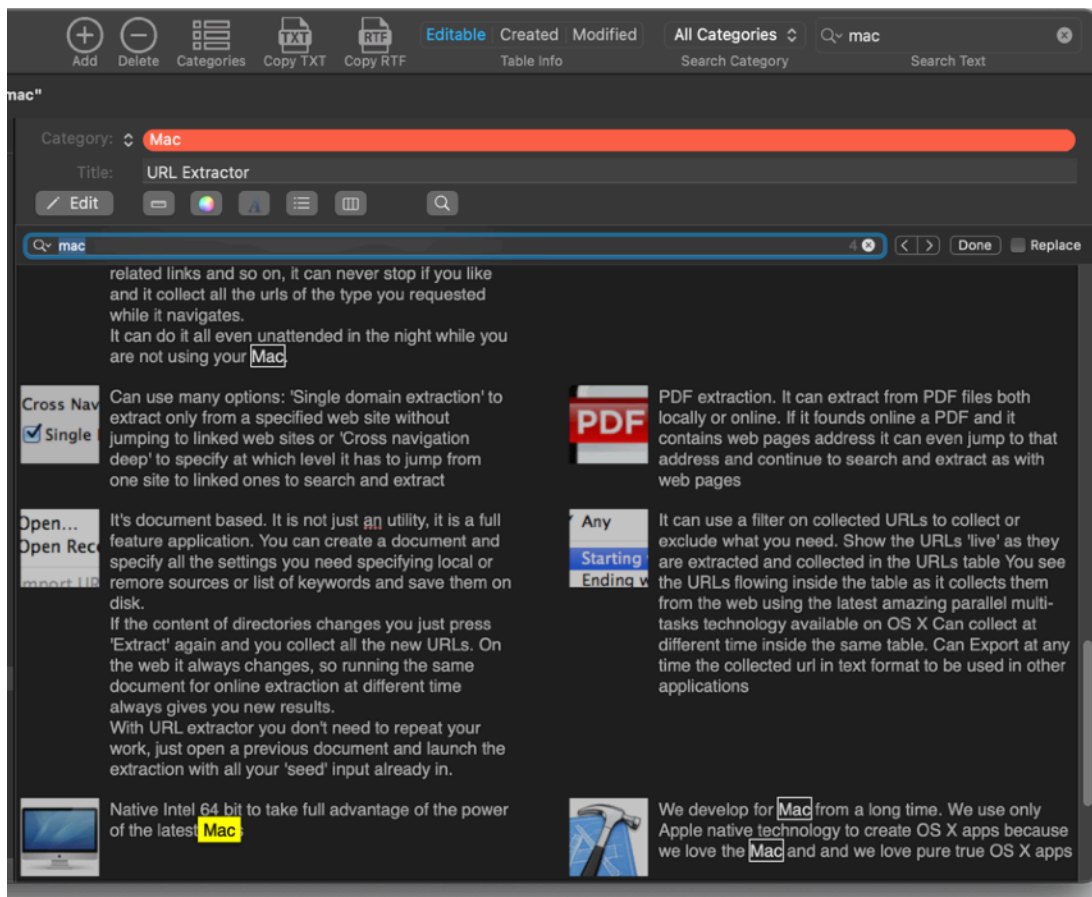 Editable Created Modified
All Categories
mac
Add
Delete
Categories
TXT
Copy TXT
RTF
Copy RTF
Table Info
Search Category
Search Text
mac"
Category:
Mac
Title:
URL Extractor
Edit
mac
4
Done
Replace
related links and so on, it can never stop if you like
and it collect all the urls of the type you requested
while it navigates.
It can do it all even unattended in the night while you
are not using your Mac.
Cross Nav
Single
Can use many options: 'Single domain extraction' to
extract only from a specified web site without
jumping to linked web sites or 'Cross navigation
deep' to specify at which level it has to jump from
one site to linked ones to search and extract
PDF
PDF extraction. It can extract from PDF files both
locally or online. If it founds online a PDF and it
contains web pages address it can even jump to that
address and continue to search and extract as with
web pages
Open...
Open Rec
It's document based. It is not just an utility, it is a full
feature application. You can create a document and
specify all the settings you need specifying local or
remore sources or list of keywords and save them on
disk.
If the content of directories changes you just press
'Extract' again and you collect all the new URLs. On
the web it always changes, so running the same
document for online extraction at different time
always gives you new results.
With URL extractor you don't need to repeat your
work, just open a previous document and launch the
extraction with all your 'seed' input already in.
Any
Starting
Ending w
It can use a filter on collected URLs to collect or
exclude what you need. Show the URLs 'live' as they
are extracted and collected in the URLs table You see
the URLs flowing inside the table as it collects them
from the web using the latest amazing parallel multi-
tasks technology available on OS X Can collect at
different time inside the same table. Can Export at any
time the collected url in text format to be used in other
applications
Native Intel 64 bit to take full advantage of the power
of the latest Macs
We develop for Mac from a long time. We use only
Apple native technology to create OS X apps because
we love the Mac and and we love pure true OS X apps